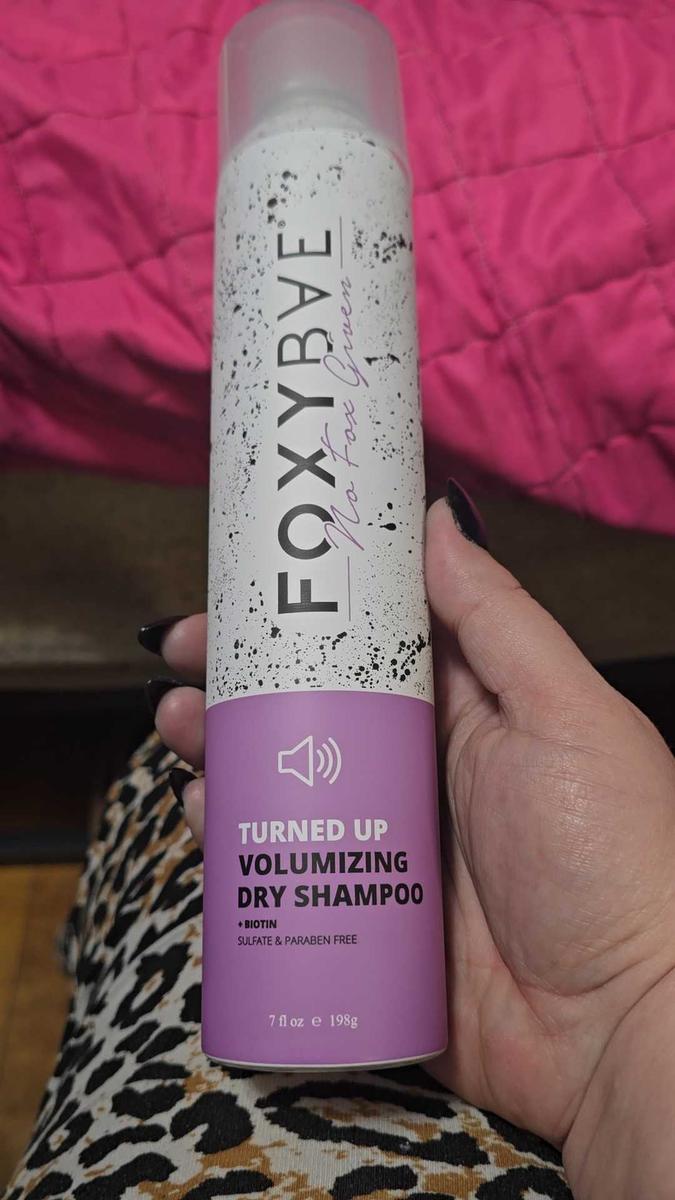 FOXYBAE®
No Fox Given
TURNED UP
VOLUMIZING
DRY SHAMPOO
+ BIOTIN
SULFATE & PARABEN FREE
7 fl oz ℮ 198g